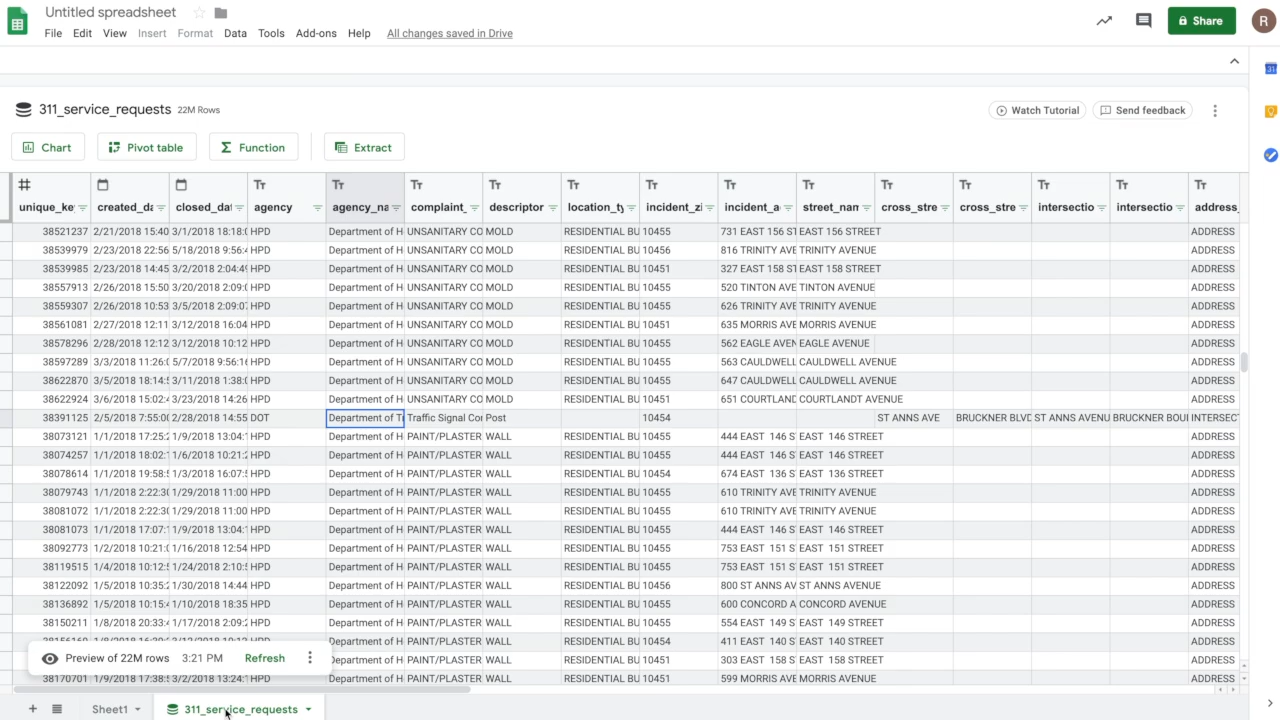 Untitled spreadsheet
File Edit View Insert Format Data Tools Add-ons Help All changes saved in Drive
Share
R
311_service_requests 22M Rows
Watch Tutorial Send feedback
Chart Pivot table Function Extract
unique_ke created_da closed_dat agency agency_na complaint_ descriptor location_ty incident_zi incident_a street_nam cross_stre cross_stre intersectio intersectio address_
38521237 2/21/2018 15:40 3/1/2018 18:18:0 HPD Department of H UNSANITARY CO MOLD RESIDENTIAL BU 10455 731 EAST 156 ST EAST 156 STREET ADDRESS
38539979 2/23/2018 22:56 5/18/2018 9:56:4 HPD Department of H UNSANITARY CO MOLD RESIDENTIAL BU 10456 816 TRINITY AVE TRINITY AVENUE ADDRESS
38539985 2/23/2018 14:45 3/2/2018 2:04:49 HPD Department of H UNSANITARY CO MOLD RESIDENTIAL BU 10451 327 EAST 158 ST EAST 158 STREET ADDRESS
38557913 2/26/2018 15:50 3/20/2018 2:09:0 HPD Department of H UNSANITARY CO MOLD RESIDENTIAL BU 10455 520 TINTON AVE TINTON AVENUE ADDRESS
38559307 2/26/2018 10:53 3/5/2018 2:09:07 HPD Department of H UNSANITARY CO MOLD RESIDENTIAL BU 10455 626 TRINITY AVE TRINITY AVENUE ADDRESS
38561081 2/27/2018 12:11 3/12/2018 16:04 HPD Department of H UNSANITARY CO MOLD RESIDENTIAL BU 10451 635 MORRIS AVE MORRIS AVENUE ADDRESS
38578296 2/28/2018 12:12 3/12/2018 10:12 HPD Department of H UNSANITARY CO MOLD RESIDENTIAL BU 10455 562 EAGLE AVEN EAGLE AVENUE ADDRESS
38597289 3/3/2018 11:26:0 5/7/2018 9:56:16 HPD Department of H UNSANITARY CO MOLD RESIDENTIAL BU 10455 563 CAULDWELL CAULDWELL AVENUE ADDRESS
38622870 3/5/2018 18:14:5 3/11/2018 1:38:0 HPD Department of H UNSANITARY CO MOLD RESIDENTIAL BU 10455 647 CAULDWELL CAULDWELL AVENUE ADDRESS
38622924 3/6/2018 15:02:4 3/23/2018 14:26 HPD Department of H UNSANITARY CO MOLD RESIDENTIAL BU 10451 651 COURTLAND COURTLANDT AVENUE ADDRESS
38391125 2/5/2018 7:55:00 2/28/2018 14:55 DOT Department of Tr Traffic Signal Con Post 10454 ST ANNS AVE BRUCKNER BLVD ST ANNS AVENU BRUCKNER BOUI INTERSECT
38073121 1/1/2018 17:25:2 1/9/2018 13:04:1 HPD Department of H PAINT/PLASTER WALL RESIDENTIAL BU 10455 444 EAST 146 S EAST 146 STREET ADDRESS
38074257 1/1/2018 18:02:1 1/6/2018 10:21:2 HPD Department of H PAINT/PLASTER WALL RESIDENTIAL BU 10455 444 EAST 146 S EAST 146 STREET ADDRESS
38078614 1/1/2018 19:58:5 1/3/2018 16:07:5 HPD Department of H PAINT/PLASTER WALL RESIDENTIAL BU 10454 674 EAST 136 S EAST 136 STREET ADDRESS
38079743 1/1/2018 2:22:30 1/29/2018 11:00 HPD Department of H PAINT/PLASTER WALL RESIDENTIAL BU 10455 610 TRINITY AVE TRINITY AVENUE ADDRESS
38081072 1/1/2018 2:22:30 1/29/2018 11:00 HPD Department of H PAINT/PLASTER WALL RESIDENTIAL BU 10455 610 TRINITY AVE TRINITY AVENUE ADDRESS
38081073 1/1/2018 17:07:1 1/9/2018 13:04:1 HPD Department of H PAINT/PLASTER WALL RESIDENTIAL BU 10455 444 EAST 146 S EAST 146 STREET ADDRESS
38092773 1/2/2018 10:21:0 1/16/2018 12:54 HPD Department of H PAINT/PLASTER WALL RESIDENTIAL BU 10455 753 EAST 151 S EAST 151 STREET ADDRESS
38119515 1/4/2018 10:12:5 1/24/2018 2:10:5 HPD Department of H PAINT/PLASTER WALL RESIDENTIAL BU 10455 753 EAST 151 S EAST 151 STREET ADDRESS
38122092 1/5/2018 10:35:2 1/30/2018 14:44 HPD Department of H PAINT/PLASTER WALL RESIDENTIAL BU 10456 800 ST ANNS AV ST ANNS AVENUE ADDRESS
38136892 1/5/2018 10:15:4 1/10/2018 18:35 HPD Department of H PAINT/PLASTER WALL RESIDENTIAL BU 10455 600 CONCORD A CONCORD AVENUE ADDRESS
38150211 1/8/2018 20:33:4 1/17/2018 2:09:2 HPD Department of H PAINT/PLASTER WALL RESIDENTIAL BU 10455 554 EAST 149 S EAST 149 STREET ADDRESS
Department of H PAINT/PLASTER WALL RESIDENTIAL BU 10454 411 EAST 140 S EAST 140 STREET ADDRESS
Preview of 22M rows 3:21 PM Refresh Department of H PAINT/PLASTER WALL RESIDENTIAL BU 10451 303 EAST 158 S EAST 158 STREET ADDRESS
38170701 1/9/2018 17:38:5 3/2/2018 13:24:1 HPD Department of H PAINT/PLASTER WALL RESIDENTIAL BU 10451 599 MORRIS AVE MORRIS AVENUE ADDRESS
Sheet1 311_service_requests